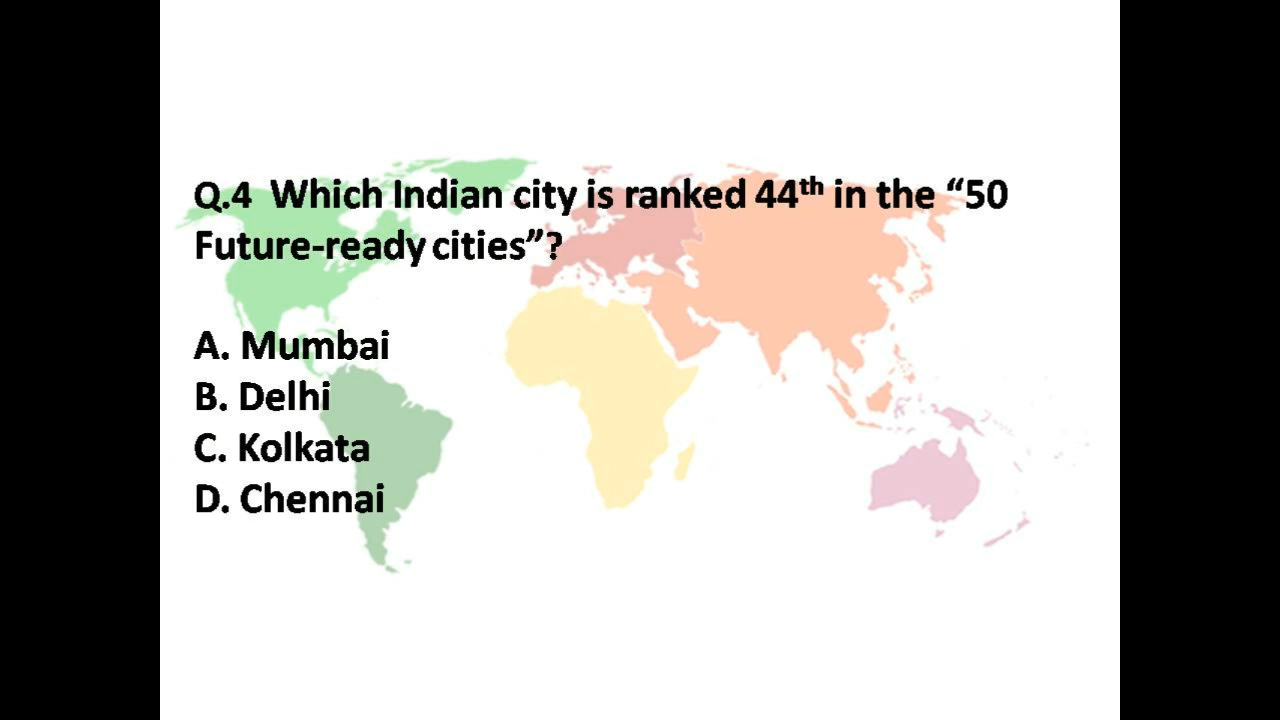 Q.4 Which Indian city is ranked 44th in the “50
Future-ready cities”?
A. Mumbai
B. Delhi
C. Kolkata
D. Chennai